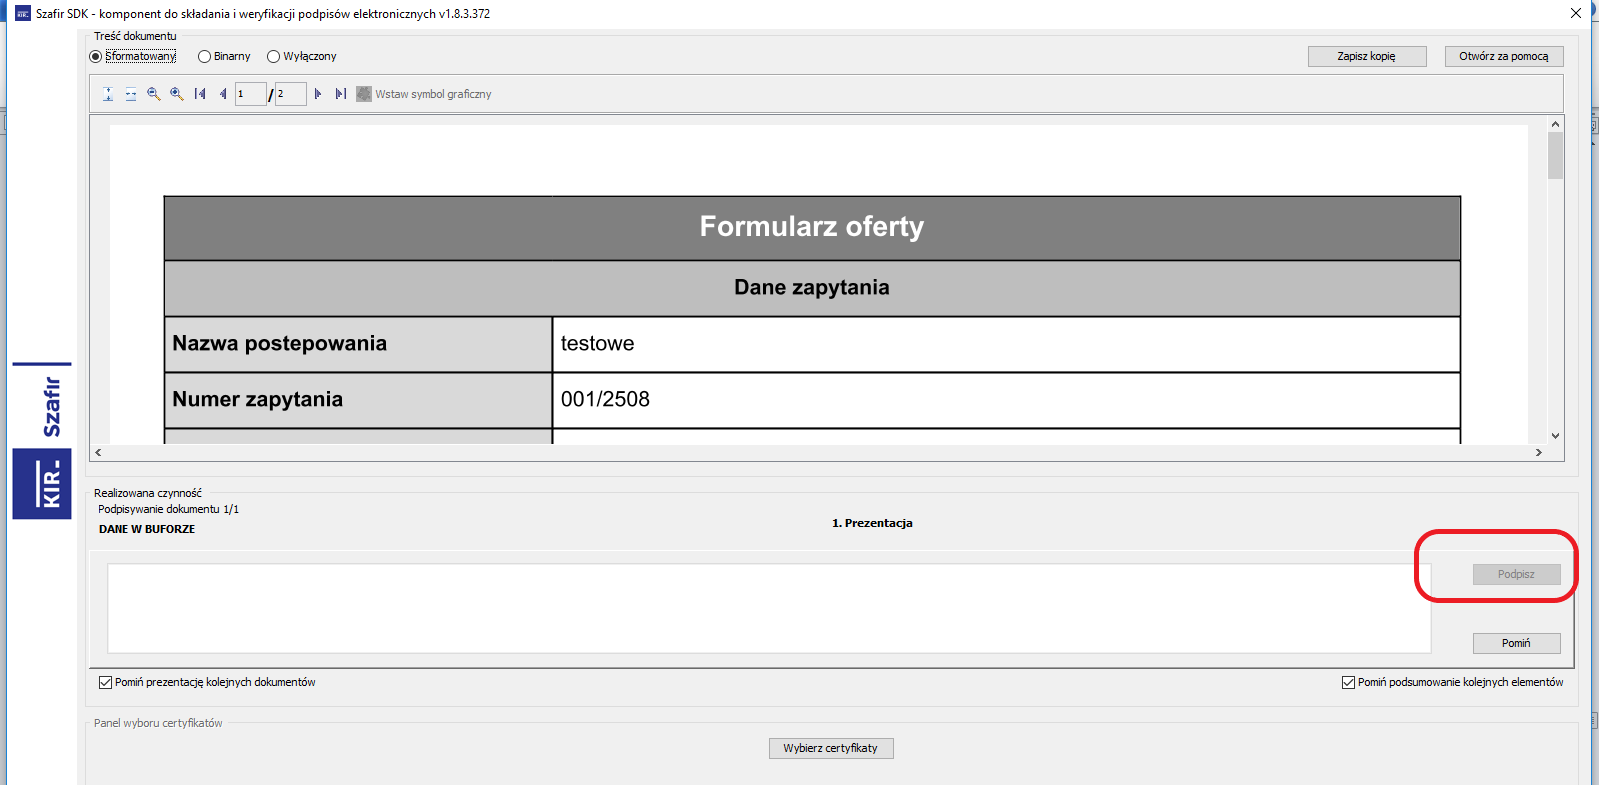 Szafir SDK - komponent do składania i weryfikacji podpisów elektronicznych v1.8.3.372
Treść dokumentu
Sformatowany Binarny Wyłączony Zapisz kopię Otwórz za pomocą
1 / 2 Wstaw symbol graficzny
Formularz oferty
Dane zapytania
Nazwa postepowania testowe
Numer zapytania 001/2508
Szafir
KIR
Realizowana czynność
Podpisywanie dokumentu 1/1
DANE W BUFORZE
1. Prezentacja
Podpisz
Pomiń
Pomiń prezentację kolejnych dokumentów Pomiń podsumowanie kolejnych elementów
Panel wyboru certyfikatów
Wybierz certyfikaty